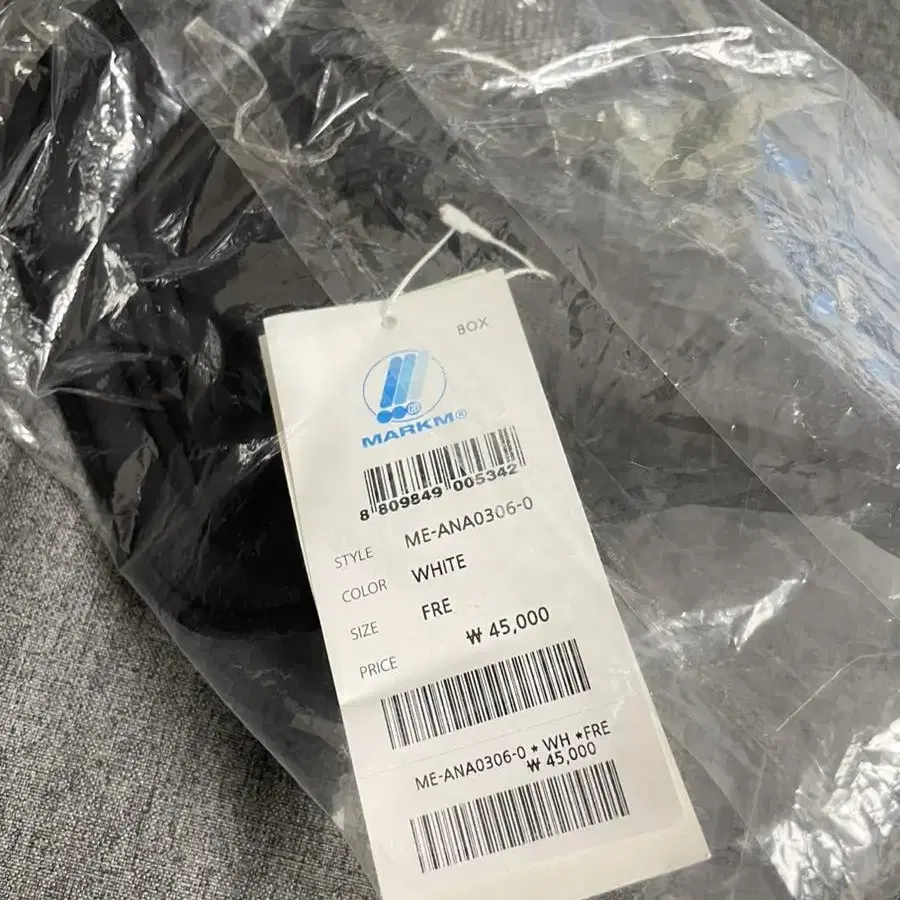 BOX
MARKM®
8 809849 005342
STYLE ME-ANA0306-0
COLOR WHITE
SIZE FRE
PRICE ₩ 45,000
ME-ANA0306-0 * WH *FRE
₩ 45,000